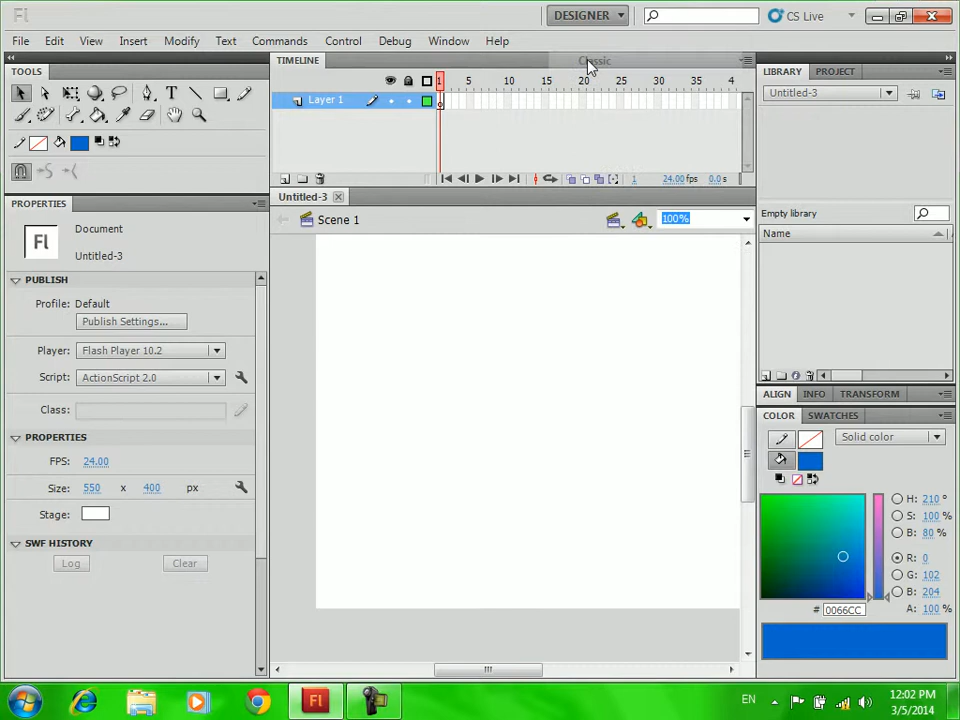 Fl
DESIGNER
CS Live
File Edit View Insert Modify Text Commands Control Debug Window Help
TOOLS
TIMELINE
Classic
LIBRARY PROJECT
1 5 10 15 20 25 30 35 4
Untitled-3
Layer 1
1 24.00 fps 0.0 s
PROPERTIES
Untitled-3
Scene 1
100%
Empty library
Name
Fl
Document
Untitled-3
PUBLISH
Profile: Default
Publish Settings...
Player: Flash Player 10.2
Script: ActionScript 2.0
Class:
PROPERTIES
FPS: 24.00
Size: 550 x 400 px
Stage:
SWF HISTORY
Log Clear
ALIGN INFO TRANSFORM
COLOR SWATCHES
Solid color
H: 210 °
S: 100 %
B: 80 %
R: 0
G: 102
B: 204
# 0066CC
A: 100 %
Fl
EN
12:02 PM
3/5/2014